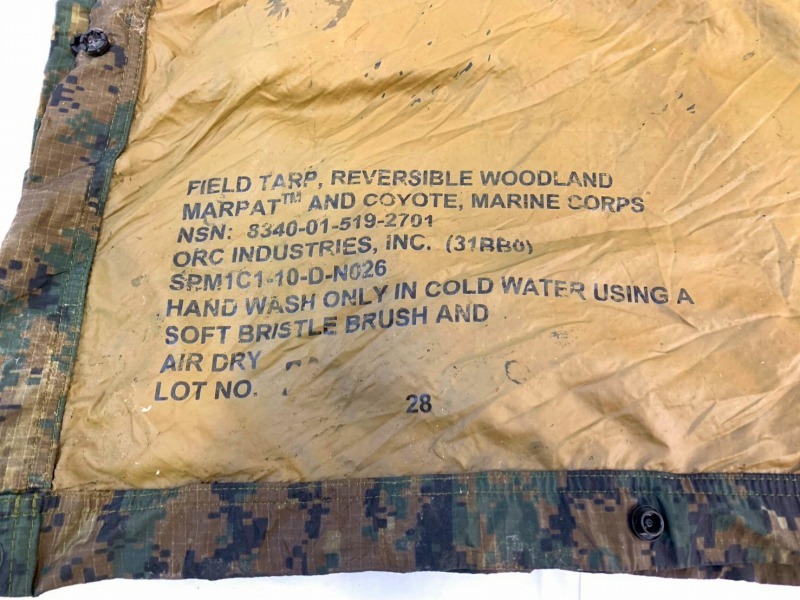 FIELD TARP, REVERSIBLE WOODLAND
MARPAT™ AND COYOTE, MARINE CORPS
NSN: 8340-01-519-2701
ORC INDUSTRIES, INC. (31BB0)
SPM1C1-10-D-N026
HAND WASH ONLY IN COLD WATER USING A
SOFT BRISTLE BRUSH AND
AIR DRY
LOT NO.
28